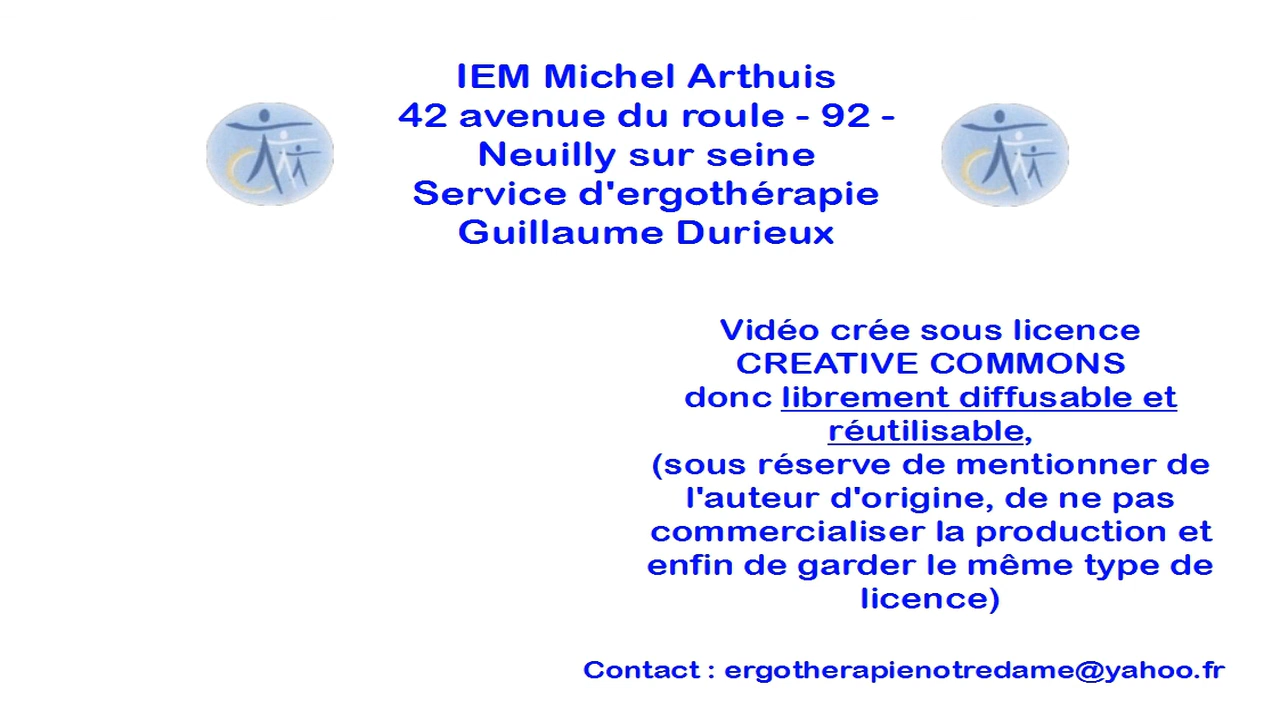 IEM Michel Arthuis
42 avenue du roule - 92 -
Neuilly sur seine
Service d'ergothérapie
Guillaume Durieux
Vidéo crée sous licence
CREATIVE COMMONS
donc librement diffusable et
réutilisable,
(sous réserve de mentionner de
l'auteur d'origine, de ne pas
commercialiser la production et
enfin de garder le même type de
licence)
Contact : ergotherapienotredame@yahoo.fr